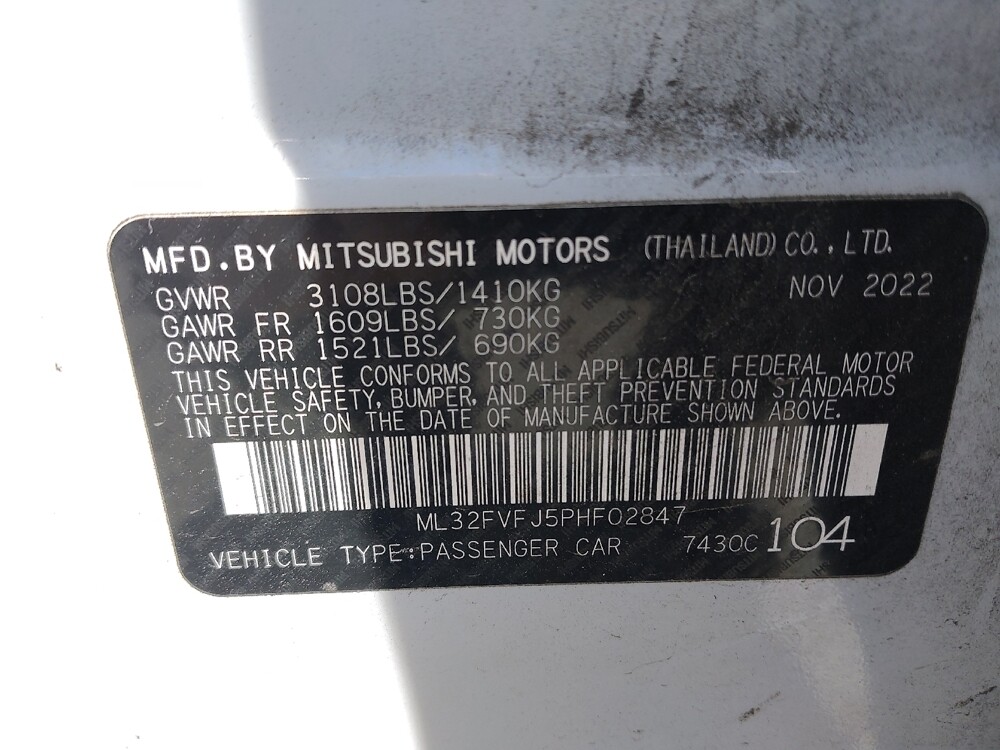 MFD.BY MITSUBISHI MOTORS (THAILAND) CO., LTD.
GVWR 3108LBS/1410KG NOV 2022
GAWR FR 1609LBS/ 730KG
GAWR RR 1521LBS/ 690KG
THIS VEHICLE CONFORMS TO ALL APPLICABLE FEDERAL MOTOR
VEHICLE SAFETY, BUMPER, AND THEFT PREVENTION STANDARDS
IN EFFECT ON THE DATE OF MANUFACTURE SHOWN ABOVE.
ML32FVFJ5PHF02847
VEHICLE TYPE:PASSENGER CAR 7430C 104